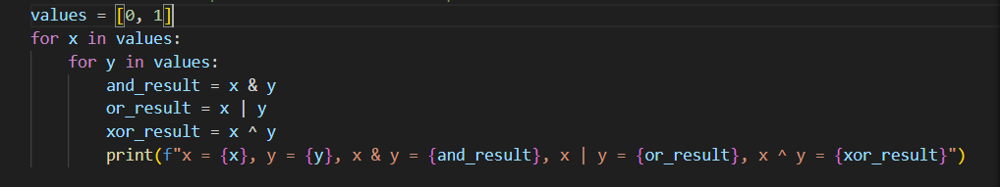 values = [0, 1]
for x in values:
    for y in values:
        and_result = x & y
        or_result = x | y
        xor_result = x ^ y
        print(f"x = {x}, y = {y}, x & y = {and_result}, x | y = {or_result}, x ^ y = {xor_result}")